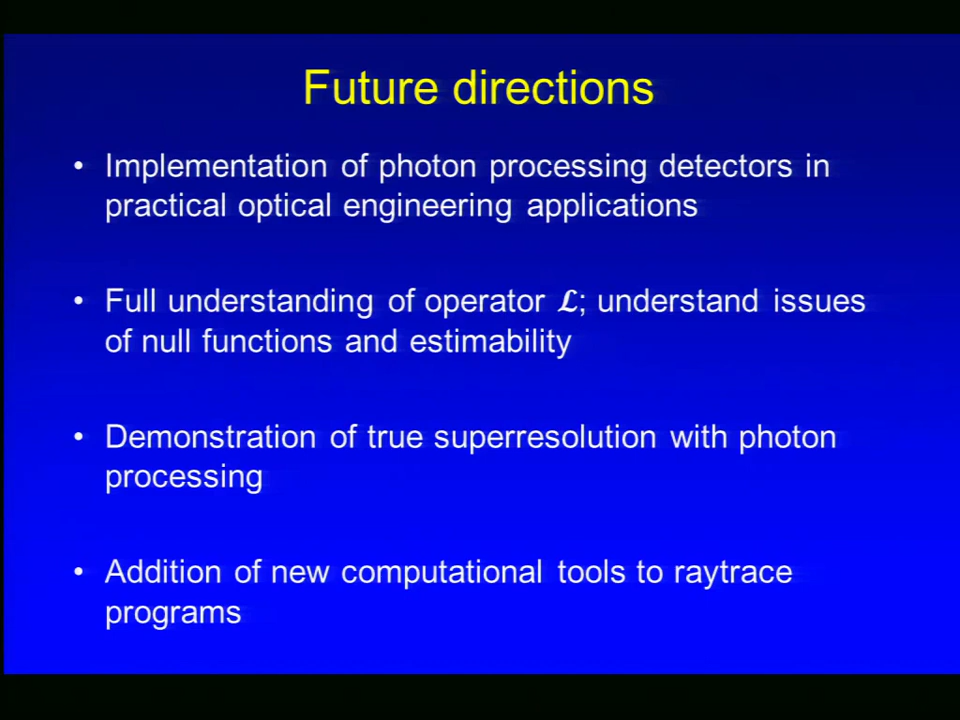 Future directions
• Implementation of photon processing detectors in
practical optical engineering applications
• Full understanding of operator ℒ; understand issues
of null functions and estimability
• Demonstration of true superresolution with photon
processing
• Addition of new computational tools to raytrace
programs